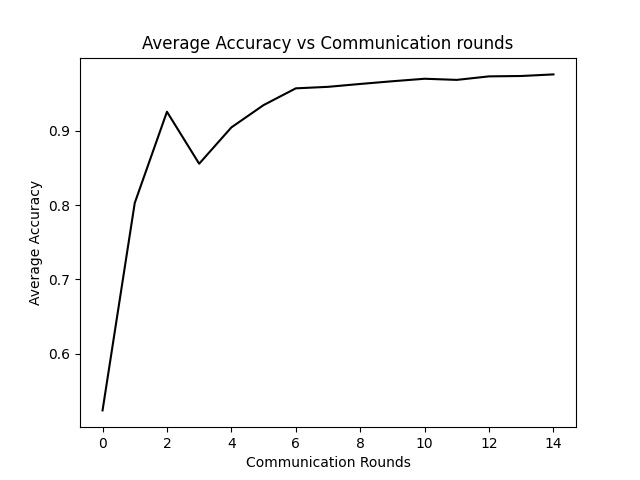 Average Accuracy vs Communication rounds
0.9
0.8
0.7
0.6
Average Accuracy
0 2 4 6 8 10 12 14
Communication Rounds